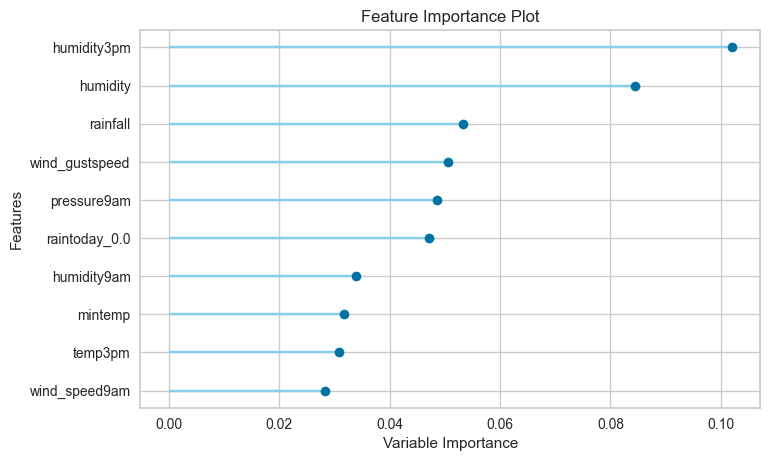 Feature Importance Plot
Features
humidity3pm
humidity
rainfall
wind_gustspeed
pressure9am
raintoday_0.0
humidity9am
mintemp
temp3pm
wind_speed9am
0.00 0.02 0.04 0.06 0.08 0.10
Variable Importance